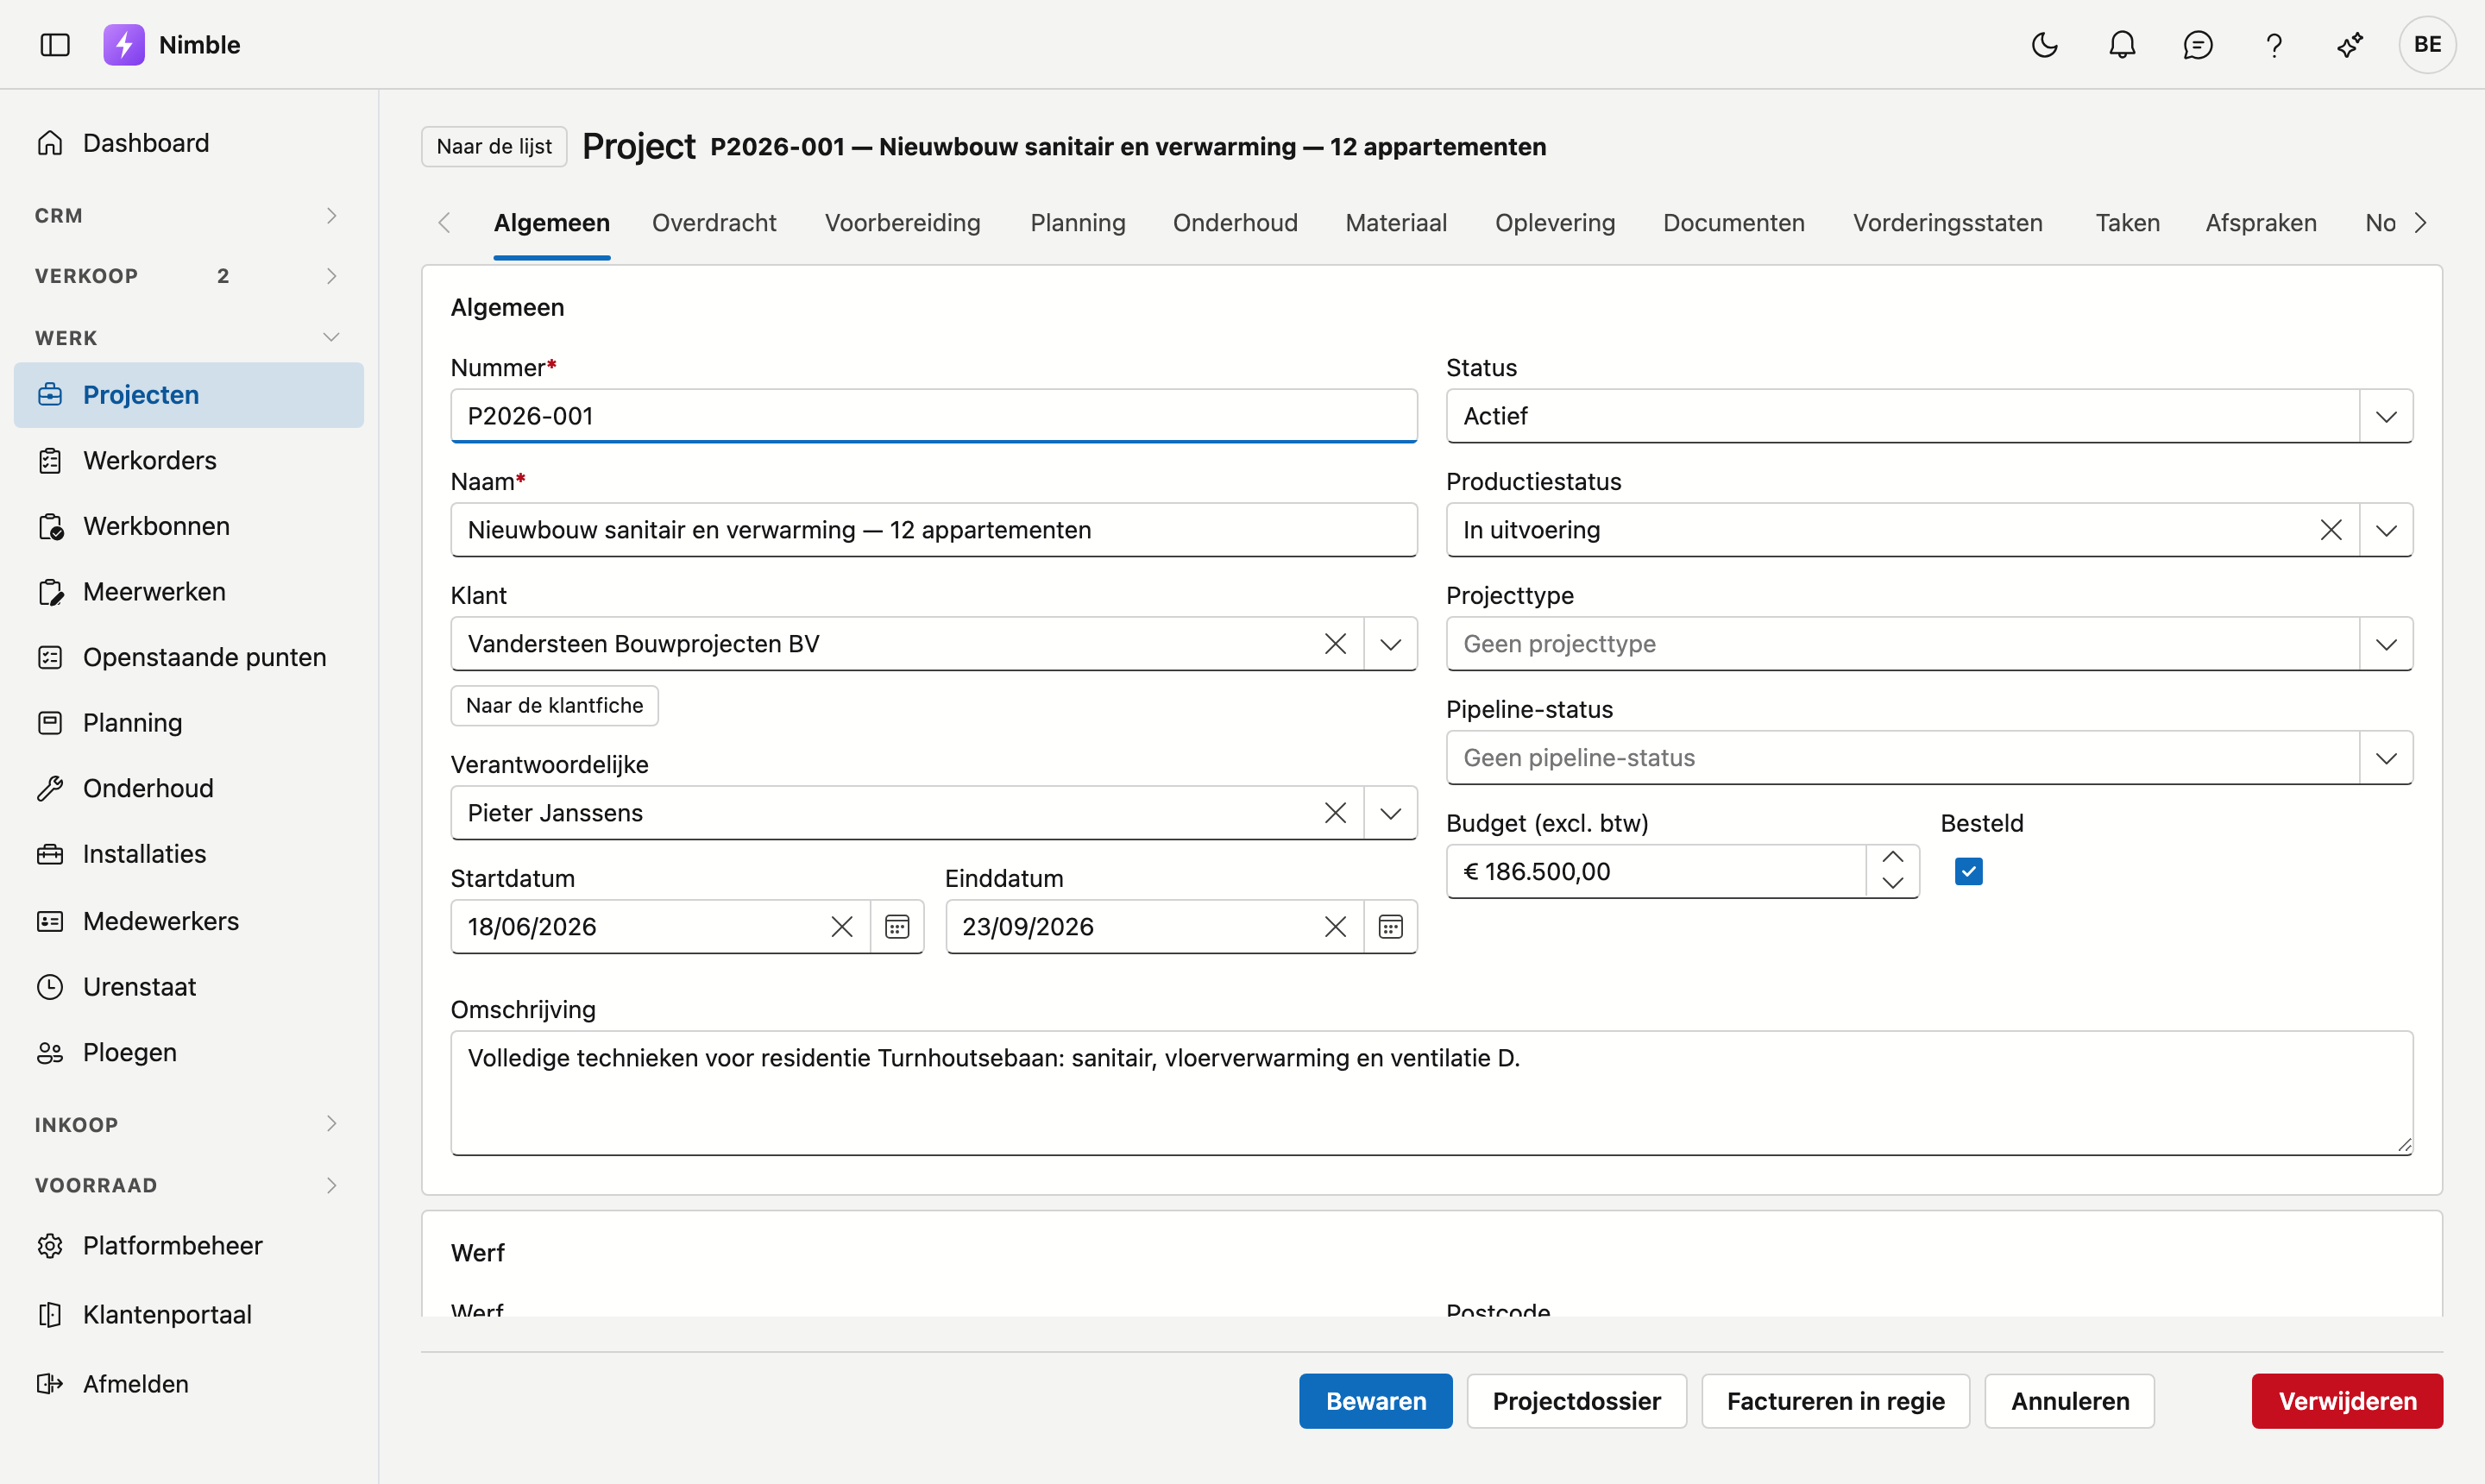 Nimble
BE
Dashboard
CRM
VERKOOP 2
WERK
Projecten
Werkorders
Werkbonnen
Meerwerken
Openstaande punten
Planning
Onderhoud
Installaties
Medewerkers
Urenstaat
Ploegen
INKOOP
VOORRAAD
Platformbeheer
Klantenportaal
Afmelden
Naar de lijst Project P2026-001 — Nieuwbouw sanitair en verwarming — 12 appartementen
Algemeen Overdracht Voorbereiding Planning Onderhoud Materiaal Oplevering Documenten Vorderingsstaten Taken Afspraken No
Algemeen
Nummer*
P2026-001
Naam*
Nieuwbouw sanitair en verwarming — 12 appartementen
Klant
Vandersteen Bouwprojecten BV
Naar de klantfiche
Verantwoordelijke
Pieter Janssens
Startdatum Einddatum
18/06/2026 23/09/2026
Status
Actief
Productiestatus
In uitvoering
Projecttype
Geen projecttype
Pipeline-status
Geen pipeline-status
Budget (excl. btw) Besteld
€ 186.500,00
Omschrijving
Volledige technieken voor residentie Turnhoutsebaan: sanitair, vloerverwarming en ventilatie D.
Werf
Werf Postcode
Bewaren Projectdossier Factureren in regie Annuleren Verwijderen